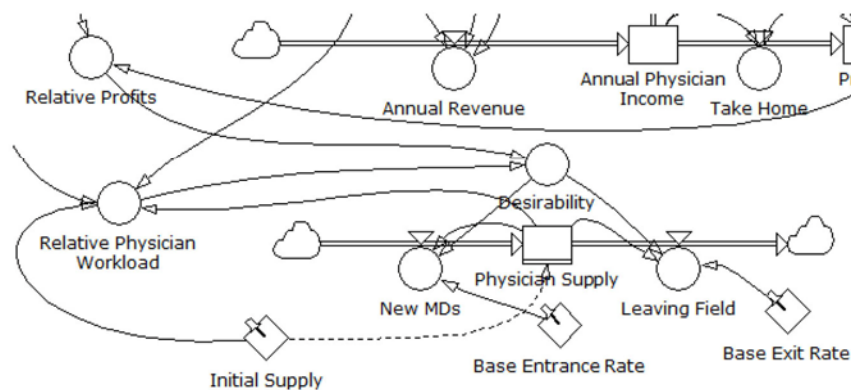 Relative Profits
Annual Revenue
Annual Physician
Income
Take Home
Desirability
Relative Physician
Workload
New MDs
Physician Supply
Leaving Field
Initial Supply
Base Entrance Rate
Base Exit Rate